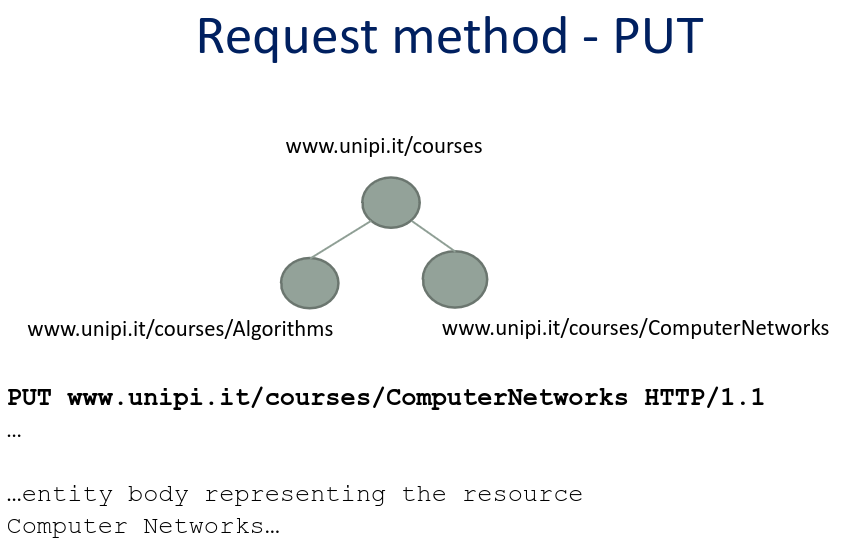 Request method - PUT
www.unipi.it/courses
www.unipi.it/courses/Algorithms
www.unipi.it/courses/ComputerNetworks
PUT www.unipi.it/courses/ComputerNetworks HTTP/1.1
…
…entity body representing the resource
Computer Networks…